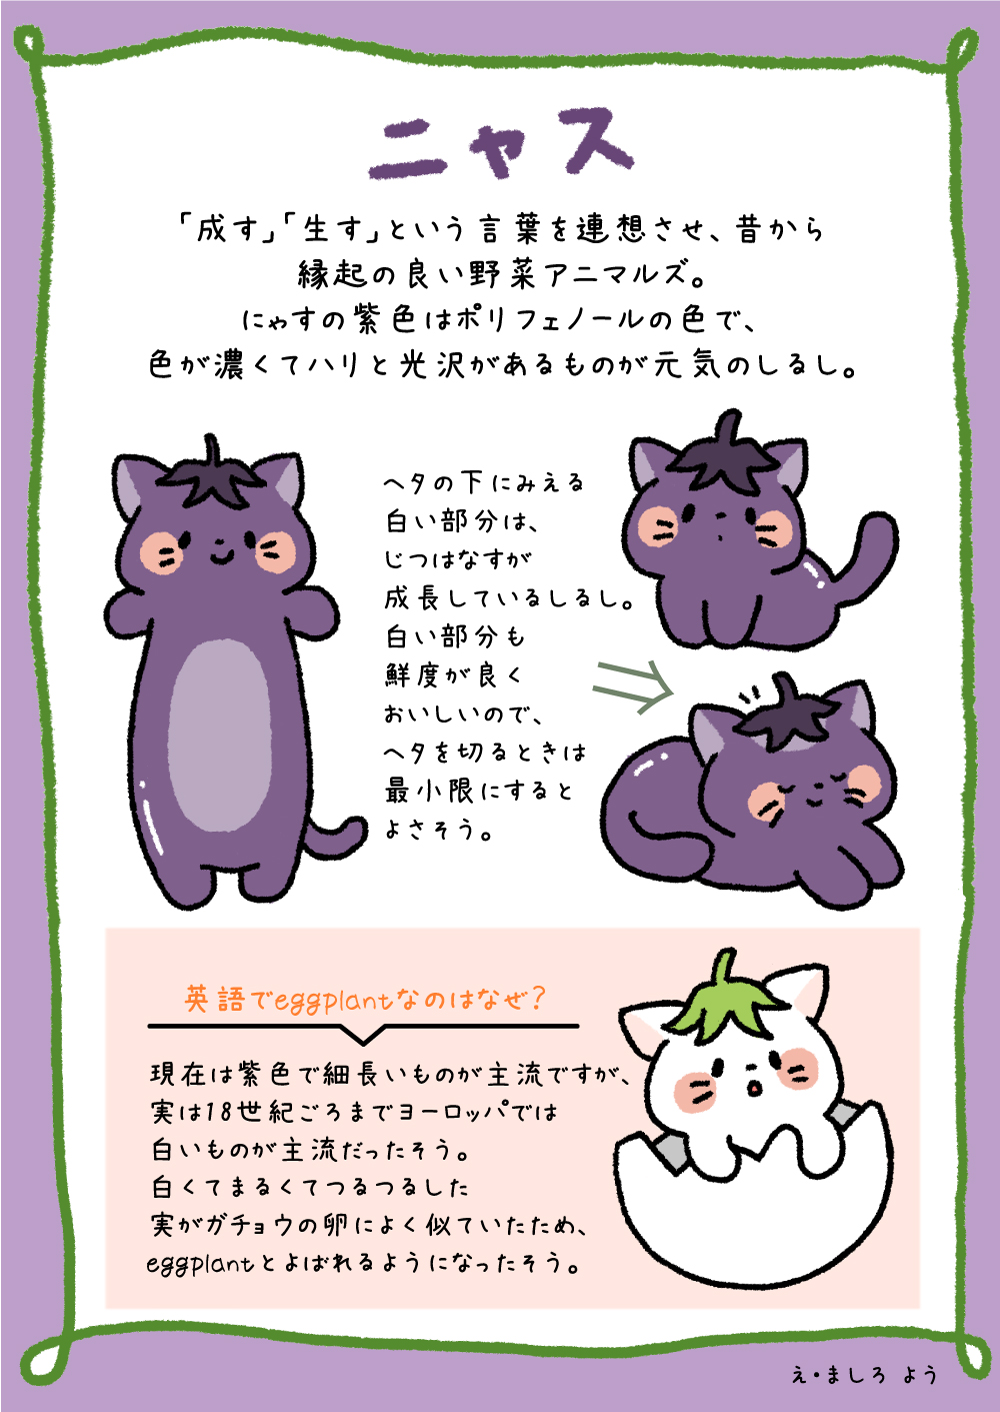 ニャス
「成す」「生す」という言葉を連想させ、昔から
縁起の良い野菜アニマルズ。
にゃすの紫色はポリフェノールの色で、
色が濃くてハリと光沢があるものが元気のしるし。
ヘタの下にみえる
白い部分は、
じつはなすが
成長しているしるし。
白い部分も
鮮度が良く
おいしいので、
ヘタを切るときは
最小限にすると
よさそう。
英語でeggplantなのはなぜ?
現在は紫色で細長いものが主流ですが、
実は18世紀ごろまでヨーロッパでは
白いものが主流だったそう。
白くてまるくてつるつるした
実がガチョウの卵によく似ていたため、
eggplantとよばれるようになったそう。
え・ましろ よう